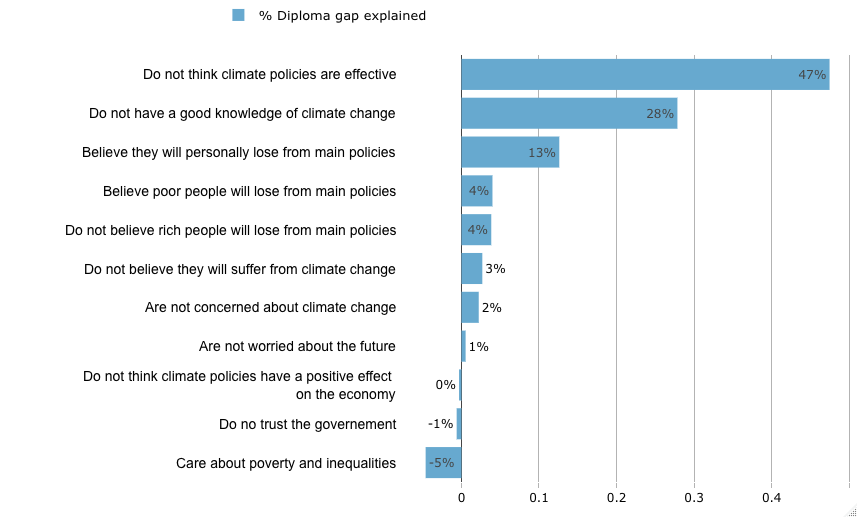 % Diploma gap explained
Do not think climate policies are effective 47%
Do not have a good knowledge of climate change 28%
Believe they will personally lose from main policies 13%
Believe poor people will lose from main policies 4%
Do not believe rich people will lose from main policies 4%
Do not believe they will suffer from climate change 3%
Are not concerned about climate change 2%
Are not worried about the future 1%
Do not think climate policies have a positive effect
on the economy 0%
Do no trust the governement -1%
Care about poverty and inequalities -5%
0 0.1 0.2 0.3 0.4